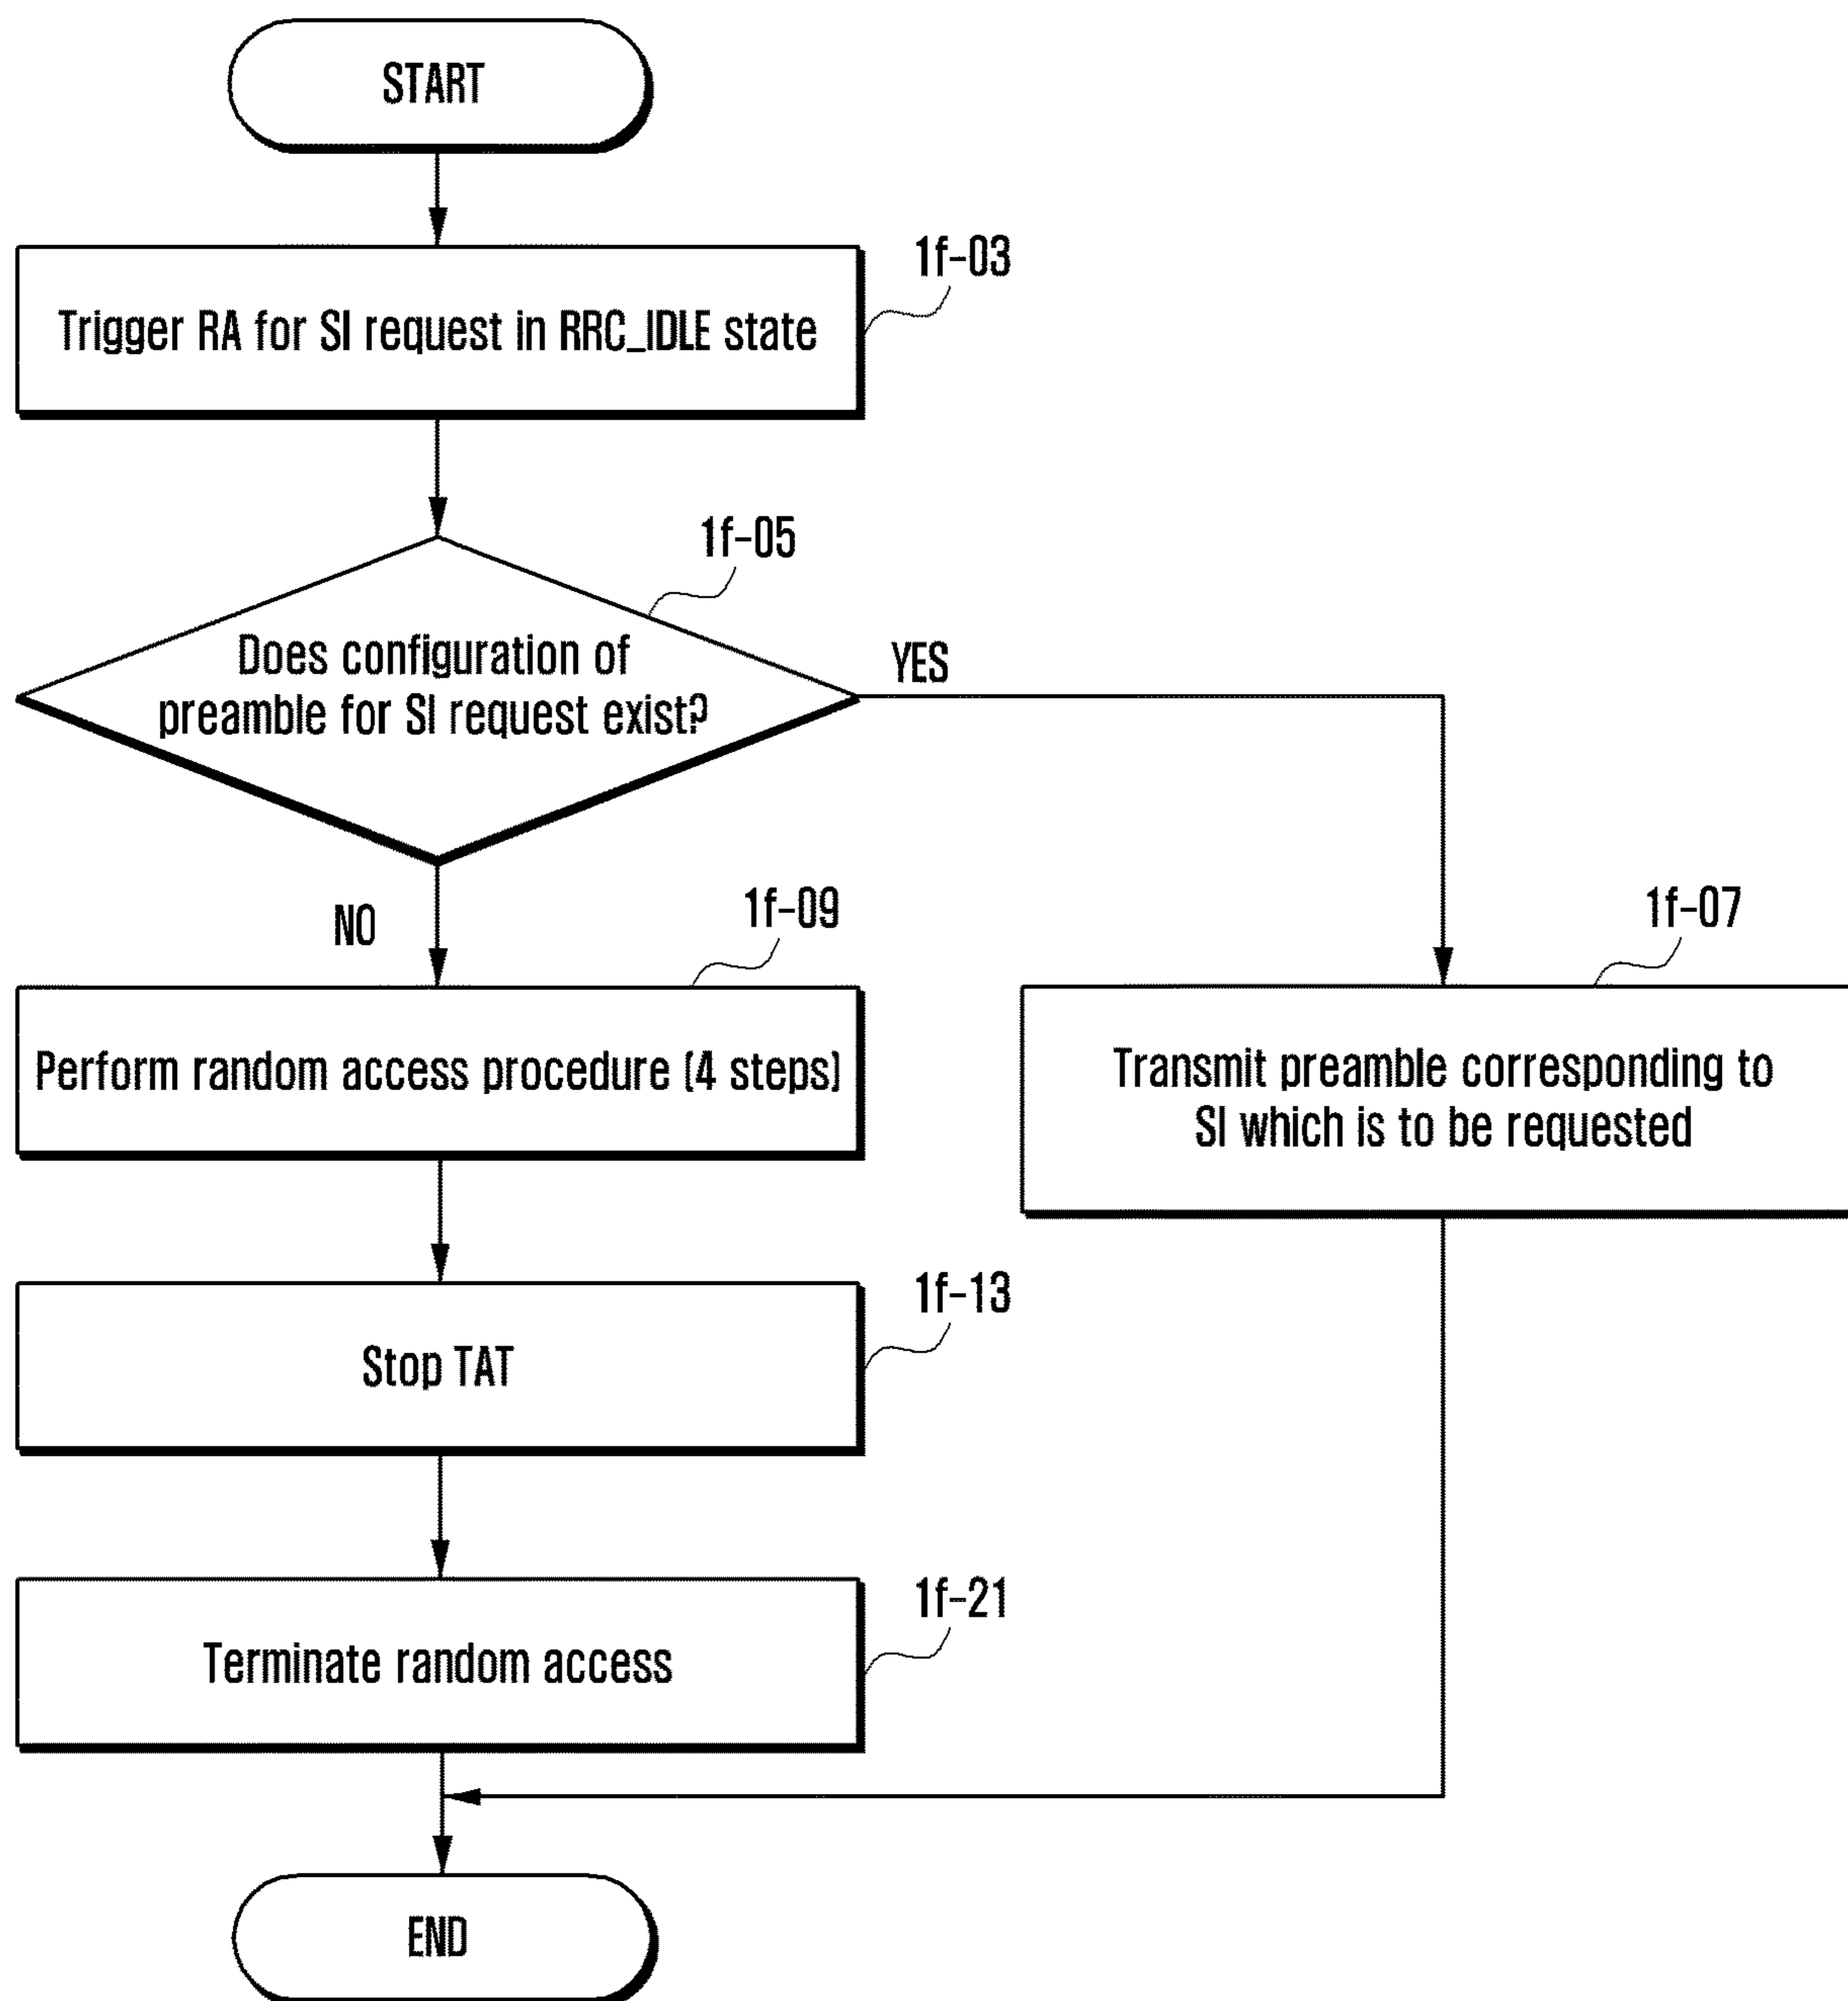 START
1f-03
Trigger RA for SI request in RRC_IDLE state
1f-05
Does configuration of
preamble for SI request exist?
YES
NO
1f-09
1f-07
Perform random access procedure (4 steps)
Transmit preamble corresponding to
SI which is to be requested
1f-13
Stop TAT
1f-21
Terminate random access
END